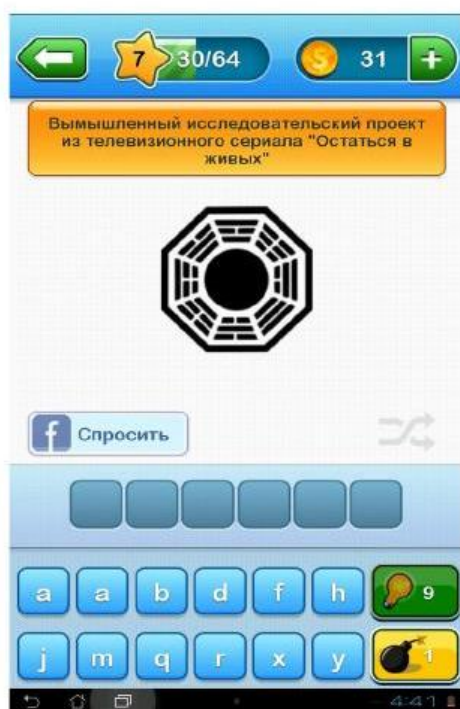 7 30/64 31
Вымышленный исследовательский проект
из телевизионного сериала "Остаться в
живых"
f Спросить
a a b d f h 9
j m q r x y 1
4:41